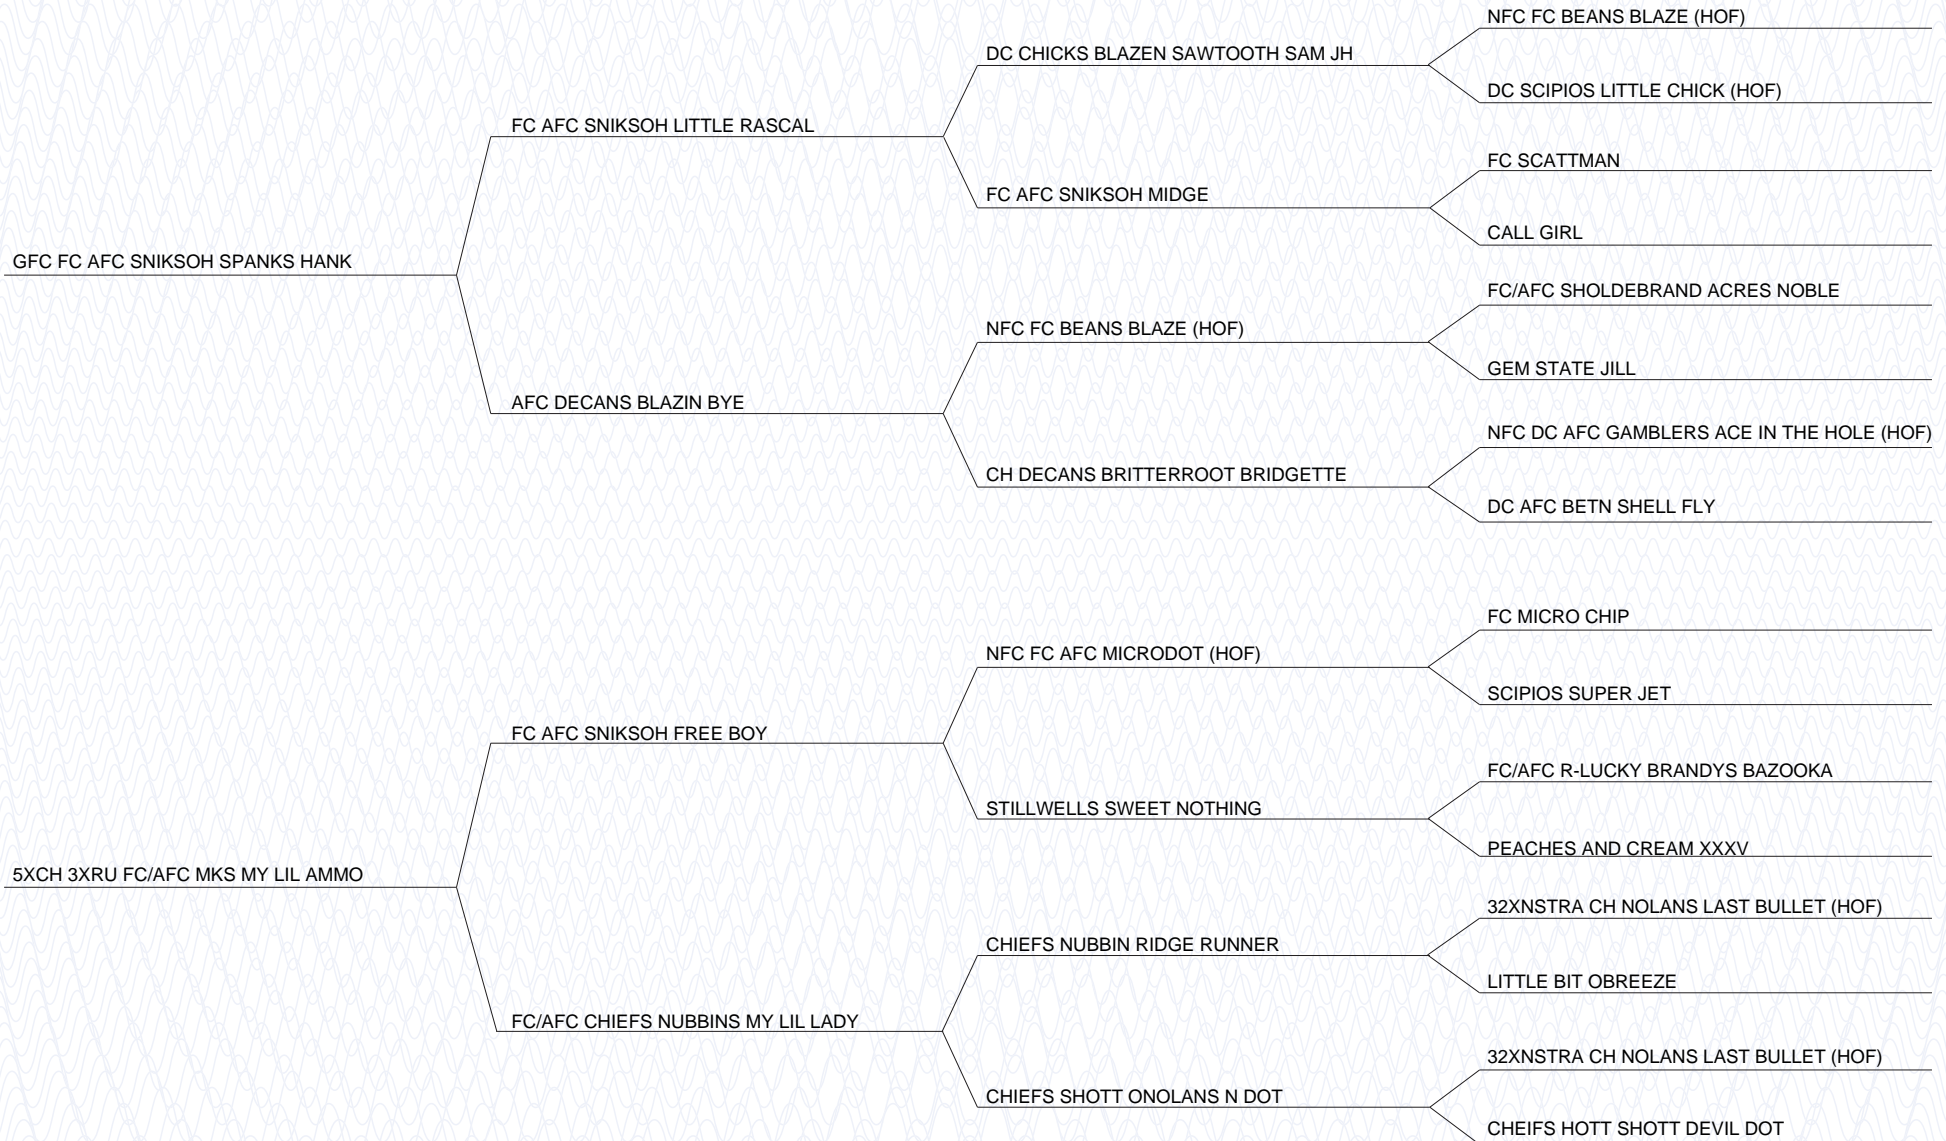 NFC FC BEANS BLAZE (HOF)
DC CHICKS BLAZEN SAWTOOTH SAM JH
DC SCIPIOS LITTLE CHICK (HOF)
FC AFC SNIKSOH LITTLE RASCAL
FC SCATTMAN
FC AFC SNIKSOH MIDGE
CALL GIRL
GFC FC AFC SNIKSOH SPANKS HANK
FC/AFC SHOLDEBRAND ACRES NOBLE
NFC FC BEANS BLAZE (HOF)
GEM STATE JILL
AFC DECANS BLAZIN BYE
NFC DC AFC GAMBLERS ACE IN THE HOLE (HOF)
CH DECANS BRITTERROOT BRIDGETTE
DC AFC BETN SHELL FLY
FC MICRO CHIP
NFC FC AFC MICRODOT (HOF)
SCIPIOS SUPER JET
FC AFC SNIKSOH FREE BOY
FC/AFC R-LUCKY BRANDYS BAZOOKA
STILLWELLS SWEET NOTHING
PEACHES AND CREAM XXXV
5XCH 3XRU FC/AFC MKS MY LIL AMMO
32XNSTRA CH NOLANS LAST BULLET (HOF)
CHIEFS NUBBIN RIDGE RUNNER
LITTLE BIT OBREEZE
FC/AFC CHIEFS NUBBINS MY LIL LADY
32XNSTRA CH NOLANS LAST BULLET (HOF)
CHIEFS SHOTT ONOLANS N DOT
CHEIFS HOTT SHOTT DEVIL DOT